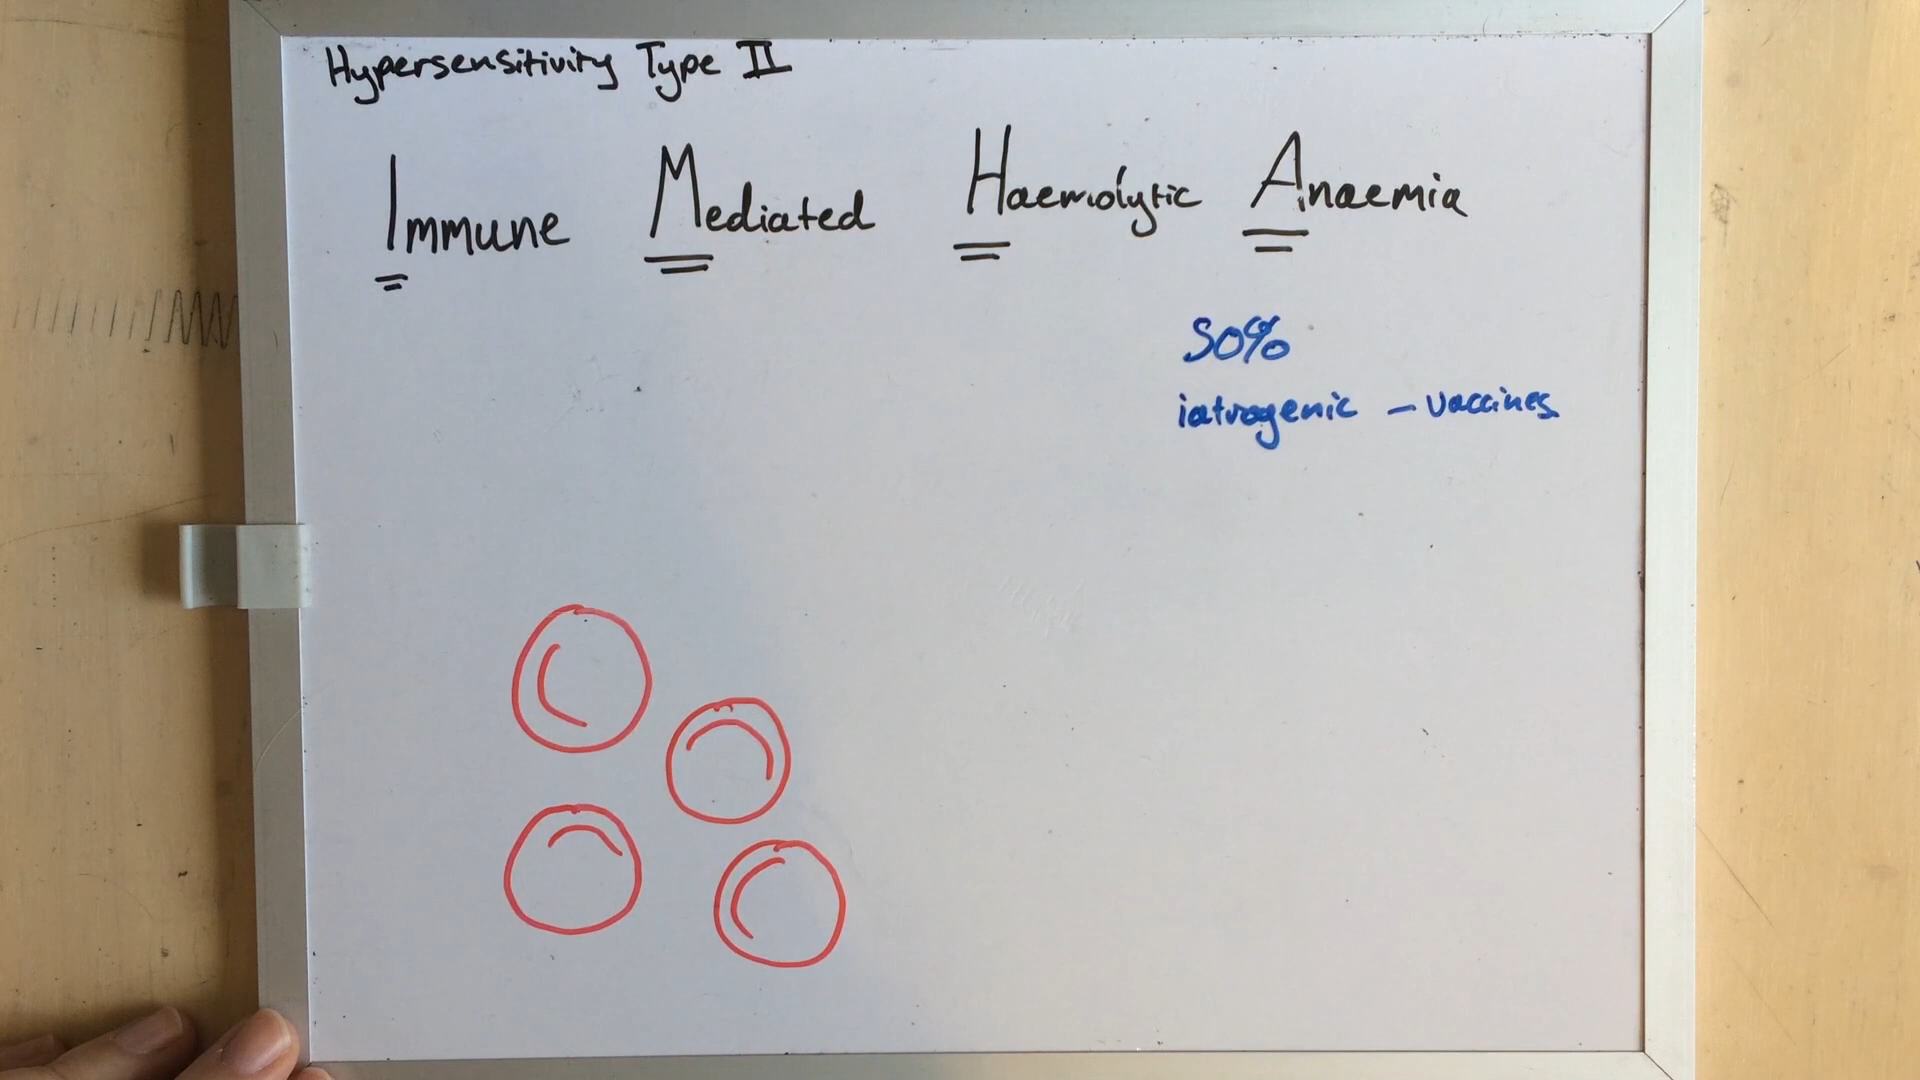 Hypersensitivity Type II
Immune Mediated Haemolytic Anaemia
50%
iatrogenic - vaccines